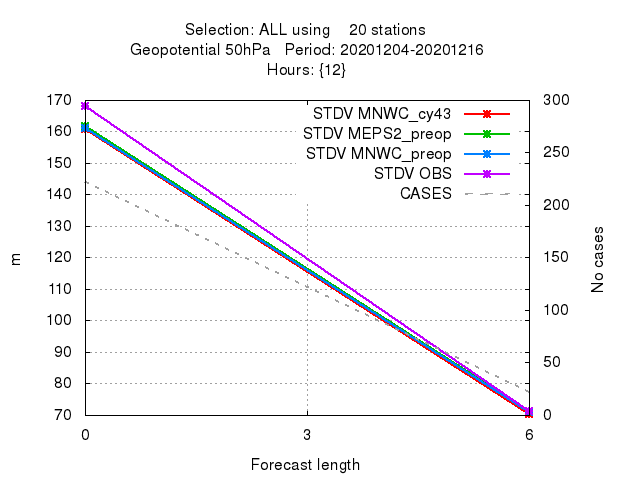 Selection: ALL using    20 stations
Geopotential 50hPa   Period: 20201204-20201216
Hours: {12}
170
160
150
140
130
120
110
100
90
80
70
300
250
200
150
100
50
0
STDV MNWC_cy43
STDV MEPS2_preop
STDV MNWC_preop
STDV OBS
CASES
m
No cases
0
3
6
Forecast length